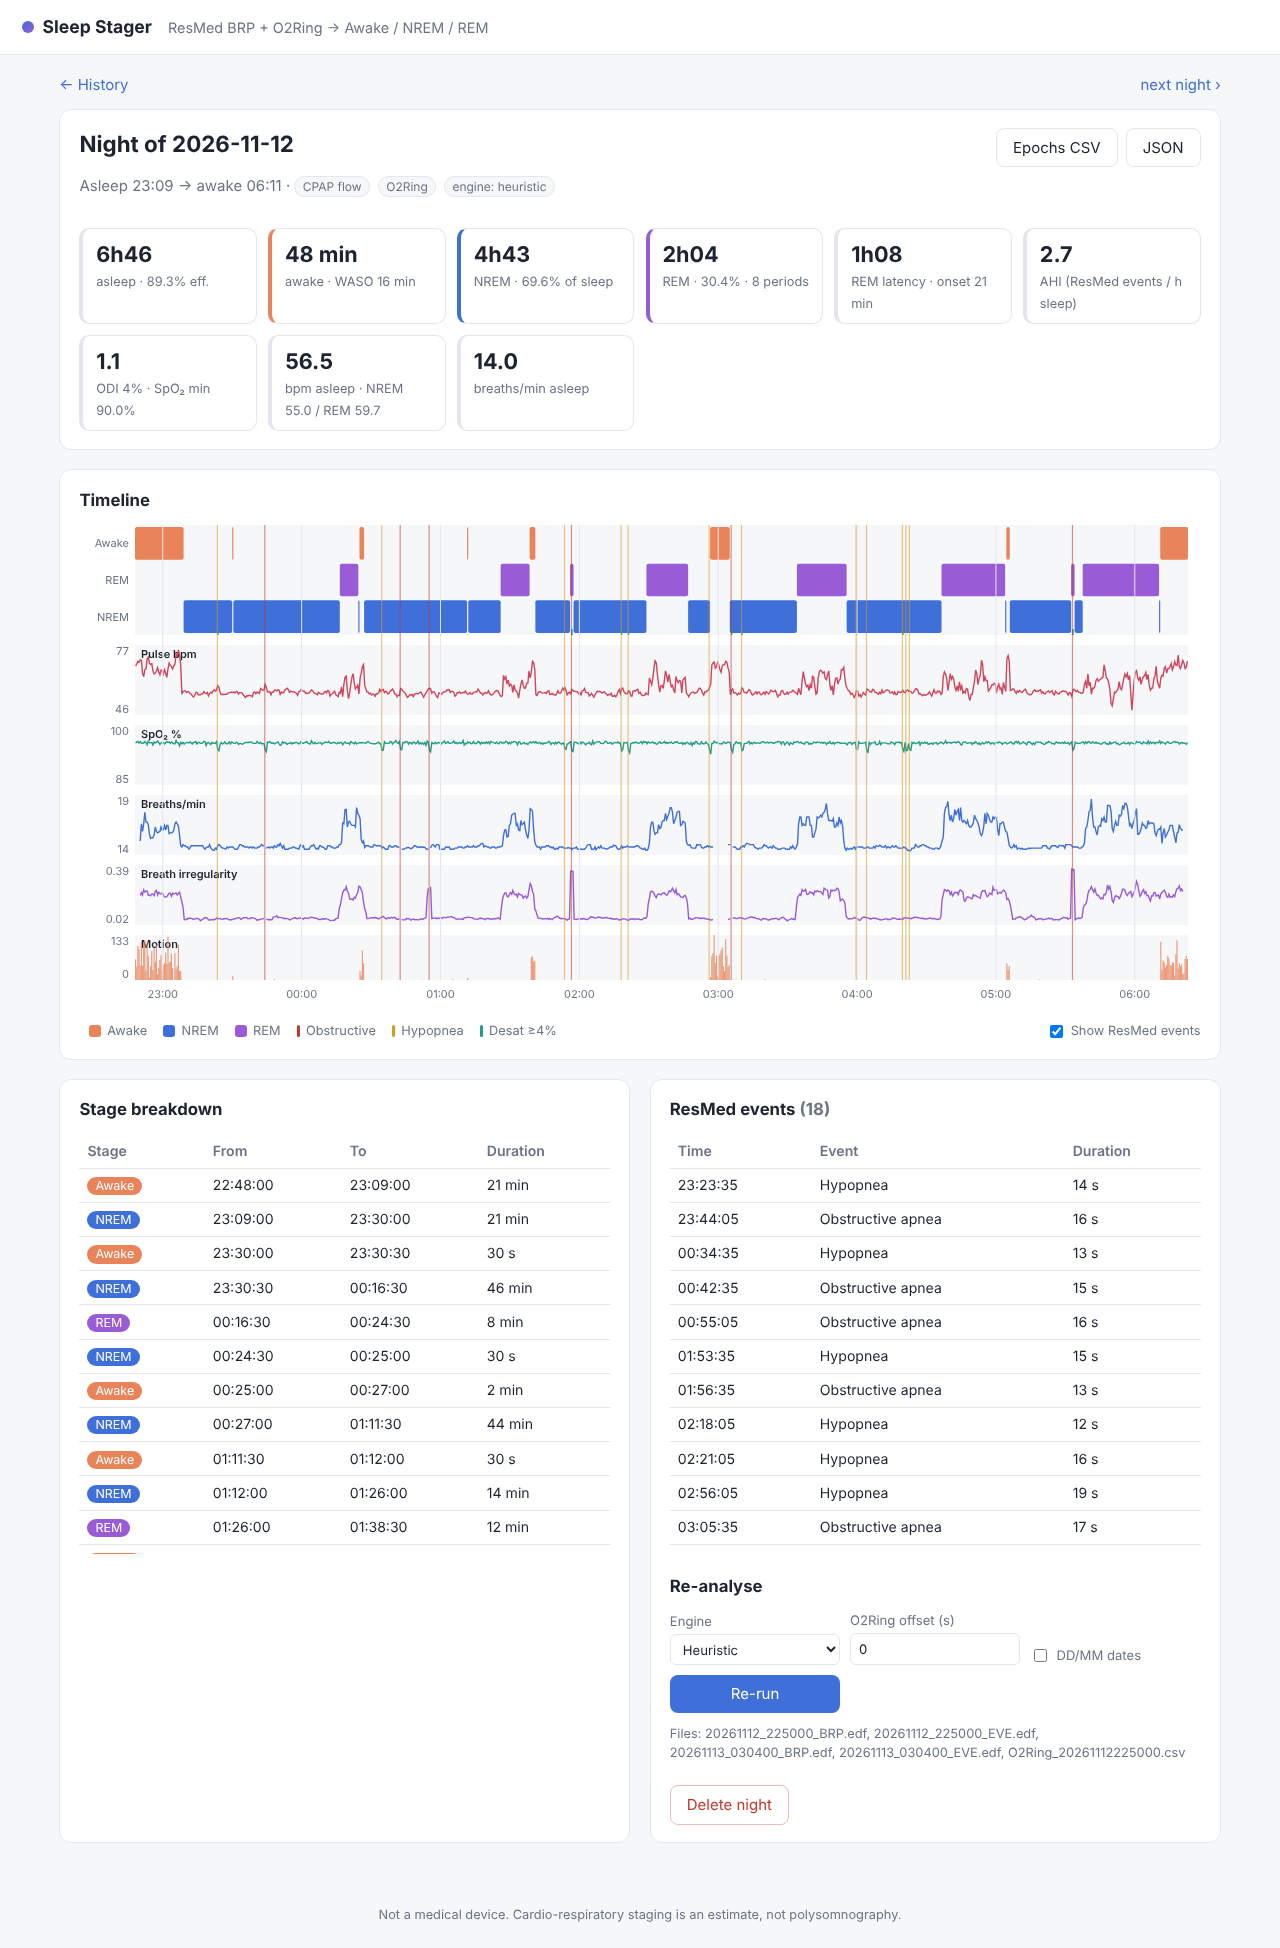 Sleep Stager ResMed BRP + O2Ring → Awake / NREM / REM
← History next night ›
Night of 2026-11-12 Epochs CSV JSON
Asleep 23:09 → awake 06:11 · CPAP flow O2Ring engine: heuristic
6h46
asleep · 89.3% eff.
48 min
awake · WASO 16 min
4h43
NREM · 69.6% of sleep
2h04
REM · 30.4% · 8 periods
1h08
REM latency · onset 21
min
2.7
AHI (ResMed events / h
sleep)
1.1
ODI 4% · SpO₂ min
90.0%
56.5
bpm asleep · NREM
55.0 / REM 59.7
14.0
breaths/min asleep
Timeline
Awake
REM
NREM
77 Pulse bpm
46
100 SpO₂ %
85
19 Breaths/min
14
0.39 Breath irregularity
0.02
133 Motion
0
23:00 00:00 01:00 02:00 03:00 04:00 05:00 06:00
Awake NREM REM Obstructive Hypopnea Desat ≥4% Show ResMed events
Stage breakdown
Stage From To Duration
Awake 22:48:00 23:09:00 21 min
NREM 23:09:00 23:30:00 21 min
Awake 23:30:00 23:30:30 30 s
NREM 23:30:30 00:16:30 46 min
REM 00:16:30 00:24:30 8 min
NREM 00:24:30 00:25:00 30 s
Awake 00:25:00 00:27:00 2 min
NREM 00:27:00 01:11:30 44 min
Awake 01:11:30 01:12:00 30 s
NREM 01:12:00 01:26:00 14 min
REM 01:26:00 01:38:30 12 min
ResMed events (18)
Time Event Duration
23:23:35 Hypopnea 14 s
23:44:05 Obstructive apnea 16 s
00:34:35 Hypopnea 13 s
00:42:35 Obstructive apnea 15 s
00:55:05 Obstructive apnea 16 s
01:53:35 Hypopnea 15 s
01:56:35 Obstructive apnea 13 s
02:18:05 Hypopnea 12 s
02:21:05 Hypopnea 16 s
02:56:05 Hypopnea 19 s
03:05:35 Obstructive apnea 17 s
Re-analyse
Engine O2Ring offset (s)
Heuristic 0 DD/MM dates
Re-run
Files: 20261112_225000_BRP.edf, 20261112_225000_EVE.edf,
20261113_030400_BRP.edf, 20261113_030400_EVE.edf, O2Ring_20261112225000.csv
Delete night
Not a medical device. Cardio-respiratory staging is an estimate, not polysomnography.